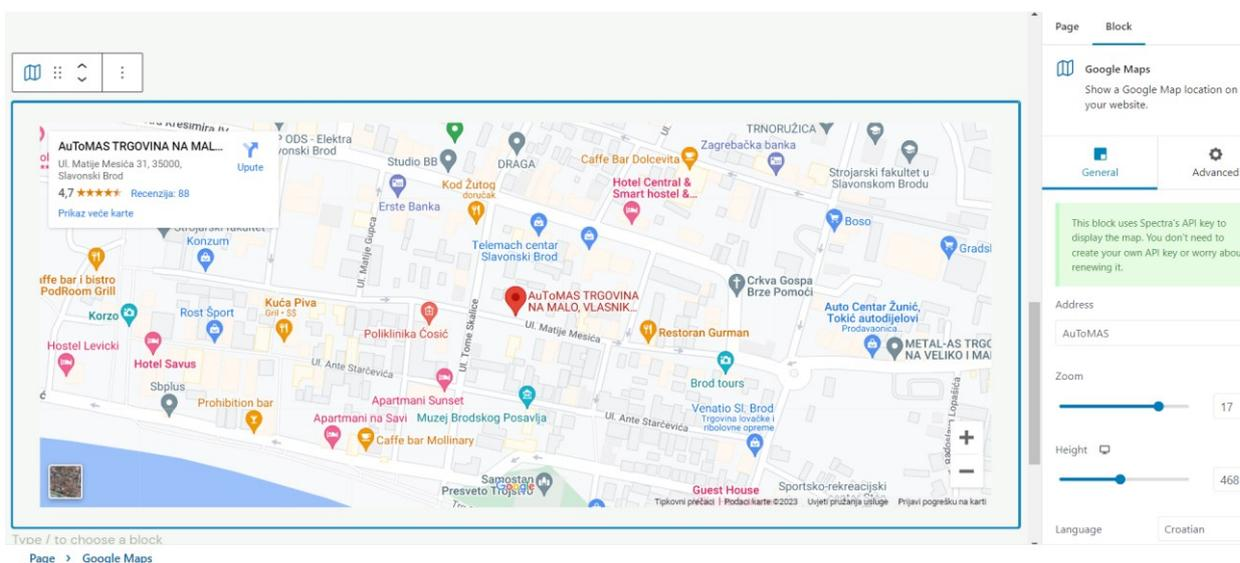 Page
Block
Google Maps
Show a Google Map location on
your website.
General
Advanced
This block uses Spectra's API key to
display the map. You don't need to
create your own API key or worry abou
renewing it.
Address
AuToMAS
Zoom
17
Height
468
Language
Croatian
AuToMAS TRGOVINA NA MAL...
Ul. Matije Mesića 31, 35000,
Slavonski Brod
4,7
Recenzija: 88
Prikaz veće karte
Upute
ODS - Elektra
vonski Brod
Studio BB
DRAGA
Caffe Bar Dolcevita
TRNORUŽICA
Zagrebačka banka
Strojarski fakultet u
Slavonskom Brodu
Erste Banka
Kod Žutog
doručak
Hotel Central &
Smart hostel &...
Boso
Gradsl
Konzum
Ul. Matije Gupca
Telemach centar
Slavonski Brod
Crkva Gospa
Brze Pomoći
affe bar i bistro
PodRoom Grill
Korzo
Rost Šport
Kuća Piva
Gril • $$
Poliklinika Ćosić
AuToMAS TRGOVINA
NA MALO, VLASNIK...
Ul. Matije Mesića
Restoran Gurman
Auto Centar Žunić,
Tokić autodijelovi
Prodavaonica...
METAL-AS TRGC
NA VELIKO I MA
Hostel Levicki
Hotel Savus
Ul. Ante Starčevića
Ul. Tome Skalice
Brod tours
Sbplus
Prohibition bar
Apartmani Sunset
Apartmani na Savi
Muzej Brodskog Posavlja
Ul. Ante Starčevića
Venatio Sl. Brod
Trgovina lovačke i
ribolovne opreme
Caffe bar Mollinary
Samostan
Presveto Trojstvo
Google
Guest House
Sportsko-rekreacijski
Tipkovni prečaci
Podaci karte ©2023
Uvjeti pružanja usluge
Prijavi pogrešku na karti
Type / to choose a block
Page > Google Maps